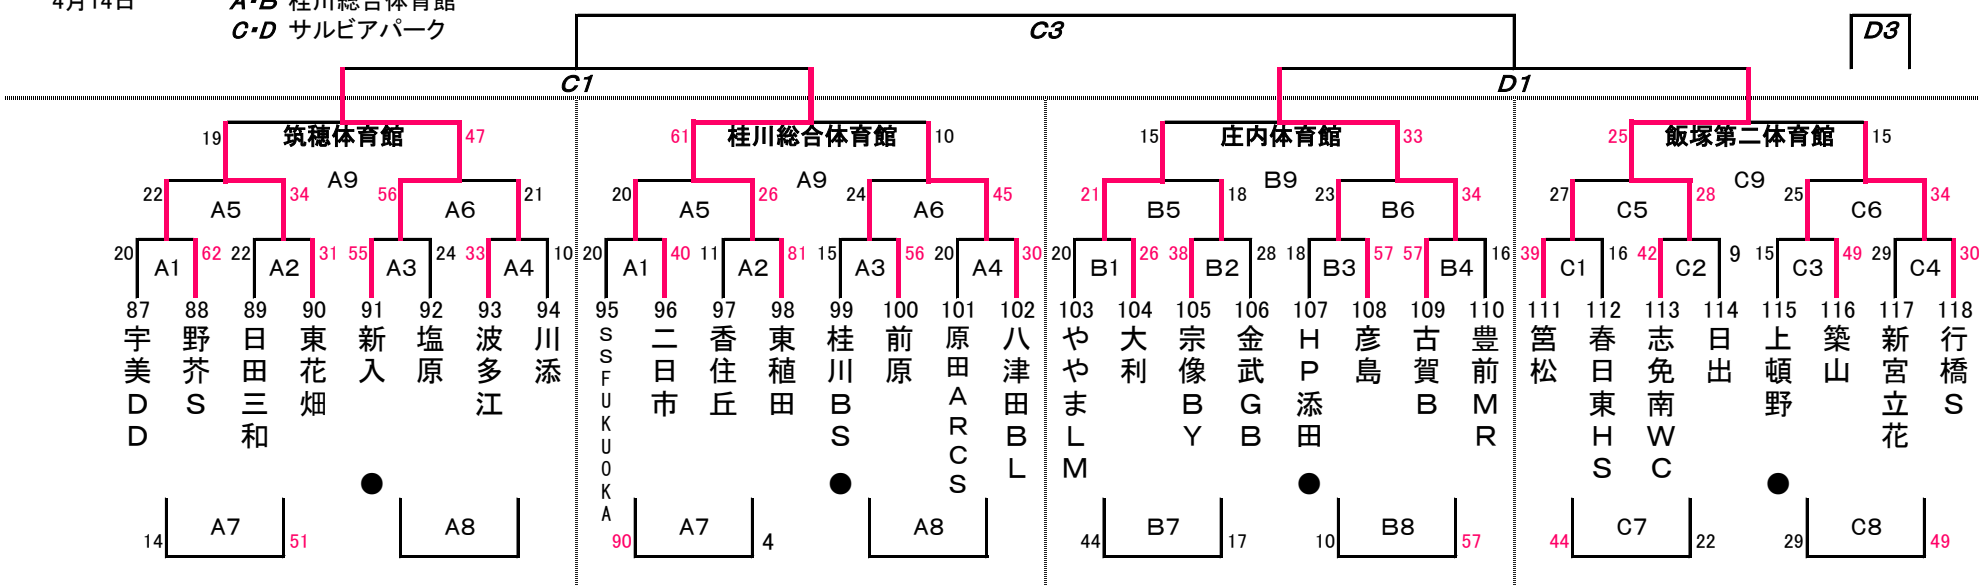 4月14日 A・B 桂川総合体育館
C・D サルビアパーク
C3 D3
C1 D1
19 筑穂体育館 47 61 桂川総合体育館 10 15 庄内体育館 33 25 飯塚第二体育館 15
A9 A9 B9 C9
22 A5 34 56 A6 21 20 A5 26 24 A6 45 21 B5 18 23 B6 34 27 C5 28 25 C6 34
20 A1 62 22 A2 31 55 A3 24 33 A4 10 20 A1 40 11 A2 81 15 A3 56 20 A4 30 20 B1 26 38 B2 28 18 B3 57 57 B4 16 39 C1 16 42 C2 9 15 C3 49 29 C4 30
87 88 89 90 91 92 93 94 95 96 97 98 99 100 101 102 103 104 105 106 107 108 109 110 111 112 113 114 115 116 117 118
宇美DD
野芥S
日田三和
東花畑
新入
塩原
波多江
川添
SSFUKUOKA
二日市
香住丘
東稙田
桂川BS
前原
原田ARCS
八津田BL
ややまLM
大利
宗像BY
金武GB
HP添田
彦島
古賀B
豊前MR
筥松
春日東HS
志免南WC
日出
上頓野
築山
新宮立花
行橋S
● ● ● ●
14 A7 51 A8 90 A7 4 A8 44 B7 17 10 B8 57 44 C7 22 29 C8 49